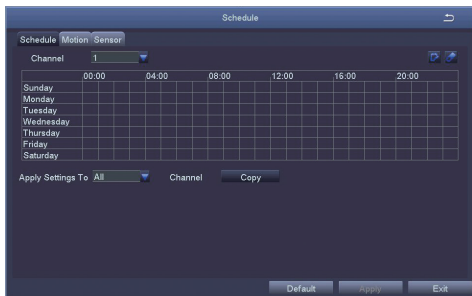 Schedule
Schedule Motion Sensor
Channel 1
00:00 04:00 08:00 12:00 16:00 20:00
Sunday
Monday
Tuesday
Wednesday
Thursday
Friday
Saturday
Apply Settings To All Channel Copy
Default Apply Exit